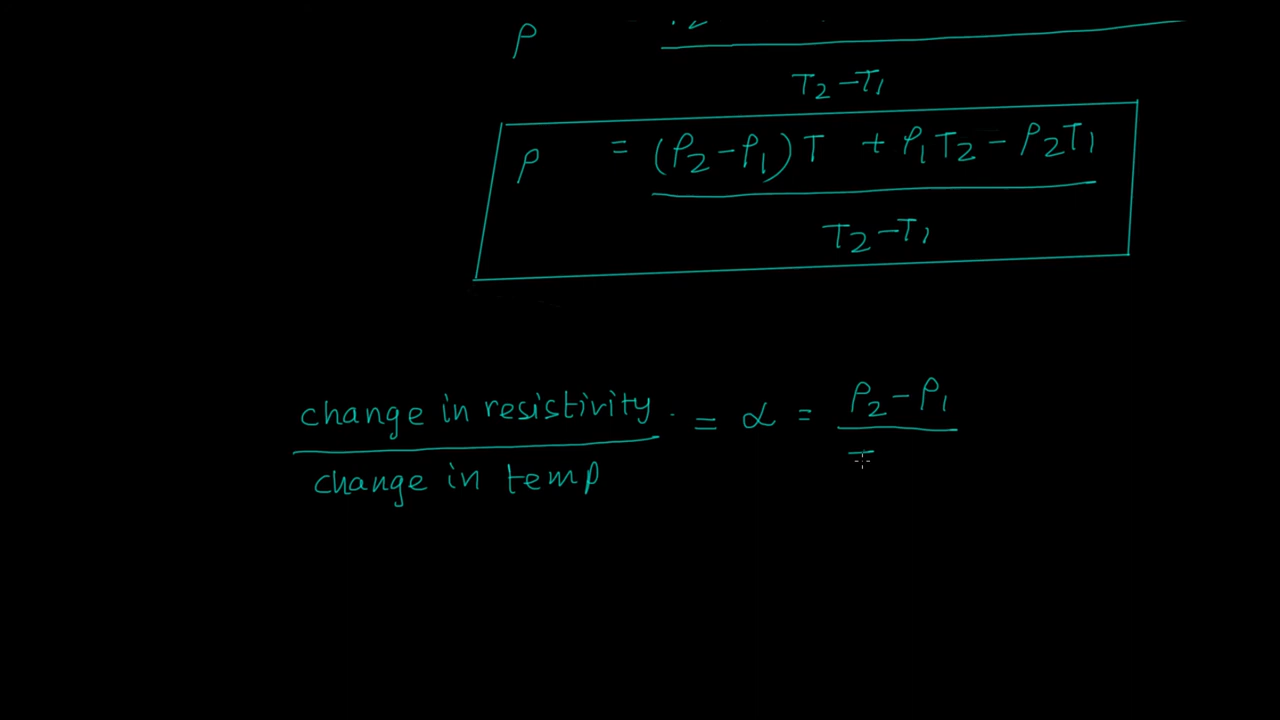 ρ
T₂ - T₁
ρ = (ρ₂ - ρ₁) T + ρ₁T₂ - ρ₂T₁
T₂ - T₁
change in resistivity . = α = ρ₂ - ρ₁
change in temp T